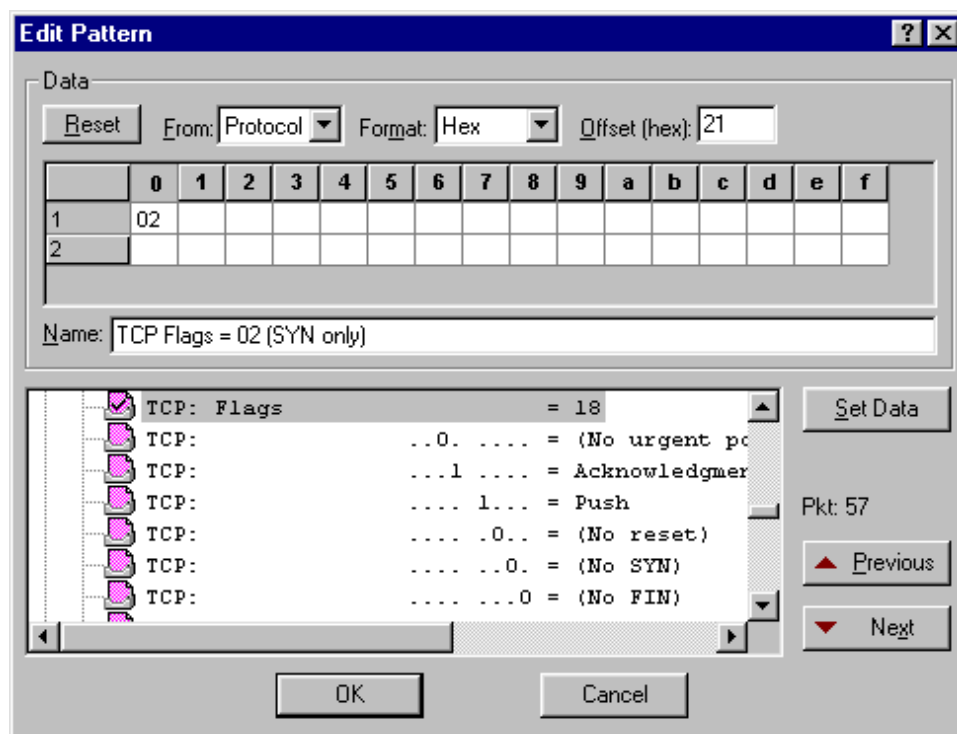 Edit Pattern
Data
Reset From: Protocol Format: Hex Offset (hex): 21
0 1 2 3 4 5 6 7 8 9 a b c d e f
1 02
2
Name: TCP Flags = 02 (SYN only)
TCP: Flags = 18
TCP: ..0. .... = (No urgent po
TCP: ...1 .... = Acknowledgmer
TCP: .... 1... = Push
TCP: .... .0.. = (No reset)
TCP: .... ..0. = (No SYN)
TCP: .... ...0 = (No FIN)
Set Data
Pkt: 57
Previous
Next
OK Cancel